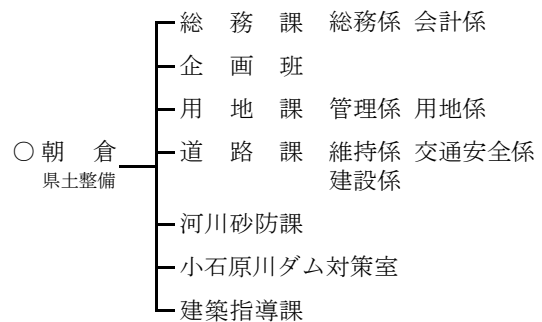 総務課 総務係 会計係
企画班
用地課 管理係 用地係
○朝倉 道路課 維持係 交通安全係
県土整備 建設係
河川砂防課
小石原川ダム対策室
建築指導課